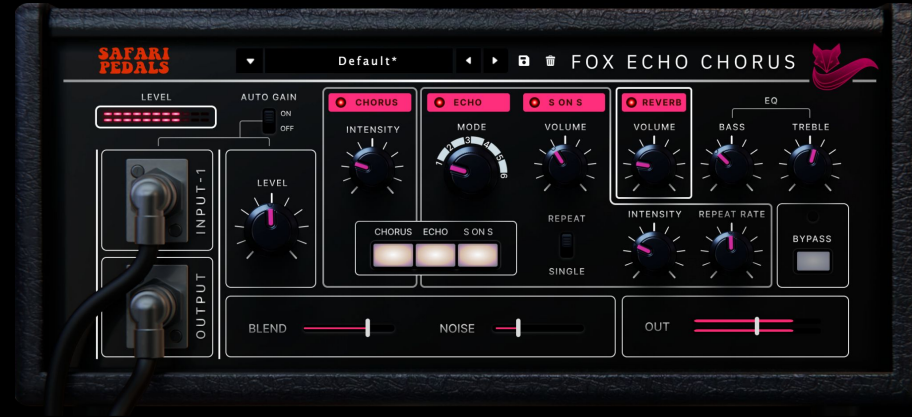 SAFARI
PEDALS
Default*
FOX ECHO CHORUS
LEVEL
AUTO GAIN
ON
OFF
CHORUS
ECHO
S ON S
REVERB
EQ
INTENSITY
MODE
VOLUME
VOLUME
BASS
TREBLE
1 2 3 4 5 6
INPUT-1
LEVEL
REPEAT
SINGLE
INTENSITY
REPEAT RATE
CHORUS
ECHO
S ON S
BYPASS
OUTPUT
BLEND
NOISE
OUT